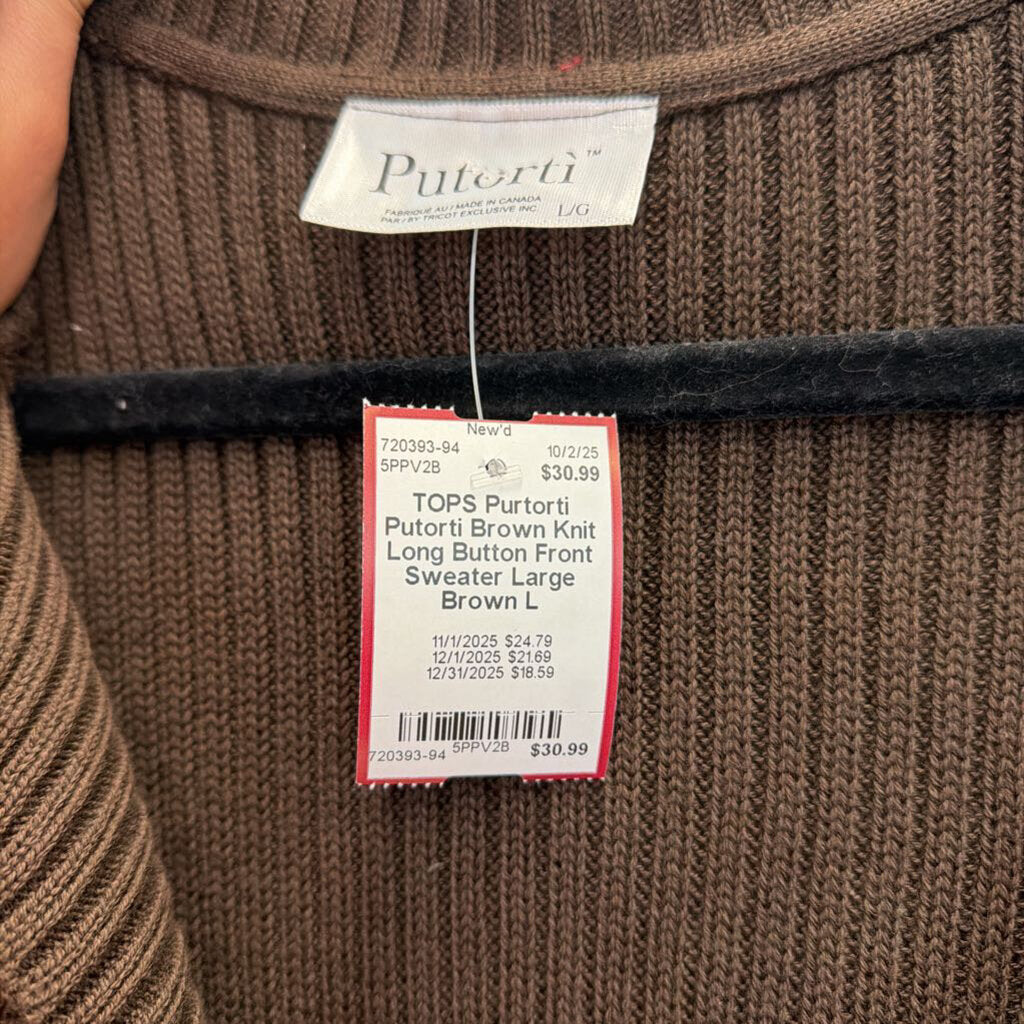 Putortì ™
FABRIQUÉ AU / MADE IN CANADA
PAR / BY TRICOT EXCLUSIVE INC. L/G
New'd
720393-94 10/2/25
5PPV2B $30.99
TOPS Purtorti
Putorti Brown Knit
Long Button Front
Sweater Large
Brown L
11/1/2025 $24.79
12/1/2025 $21.69
12/31/2025 $18.59
720393-94 5PPV2B $30.99